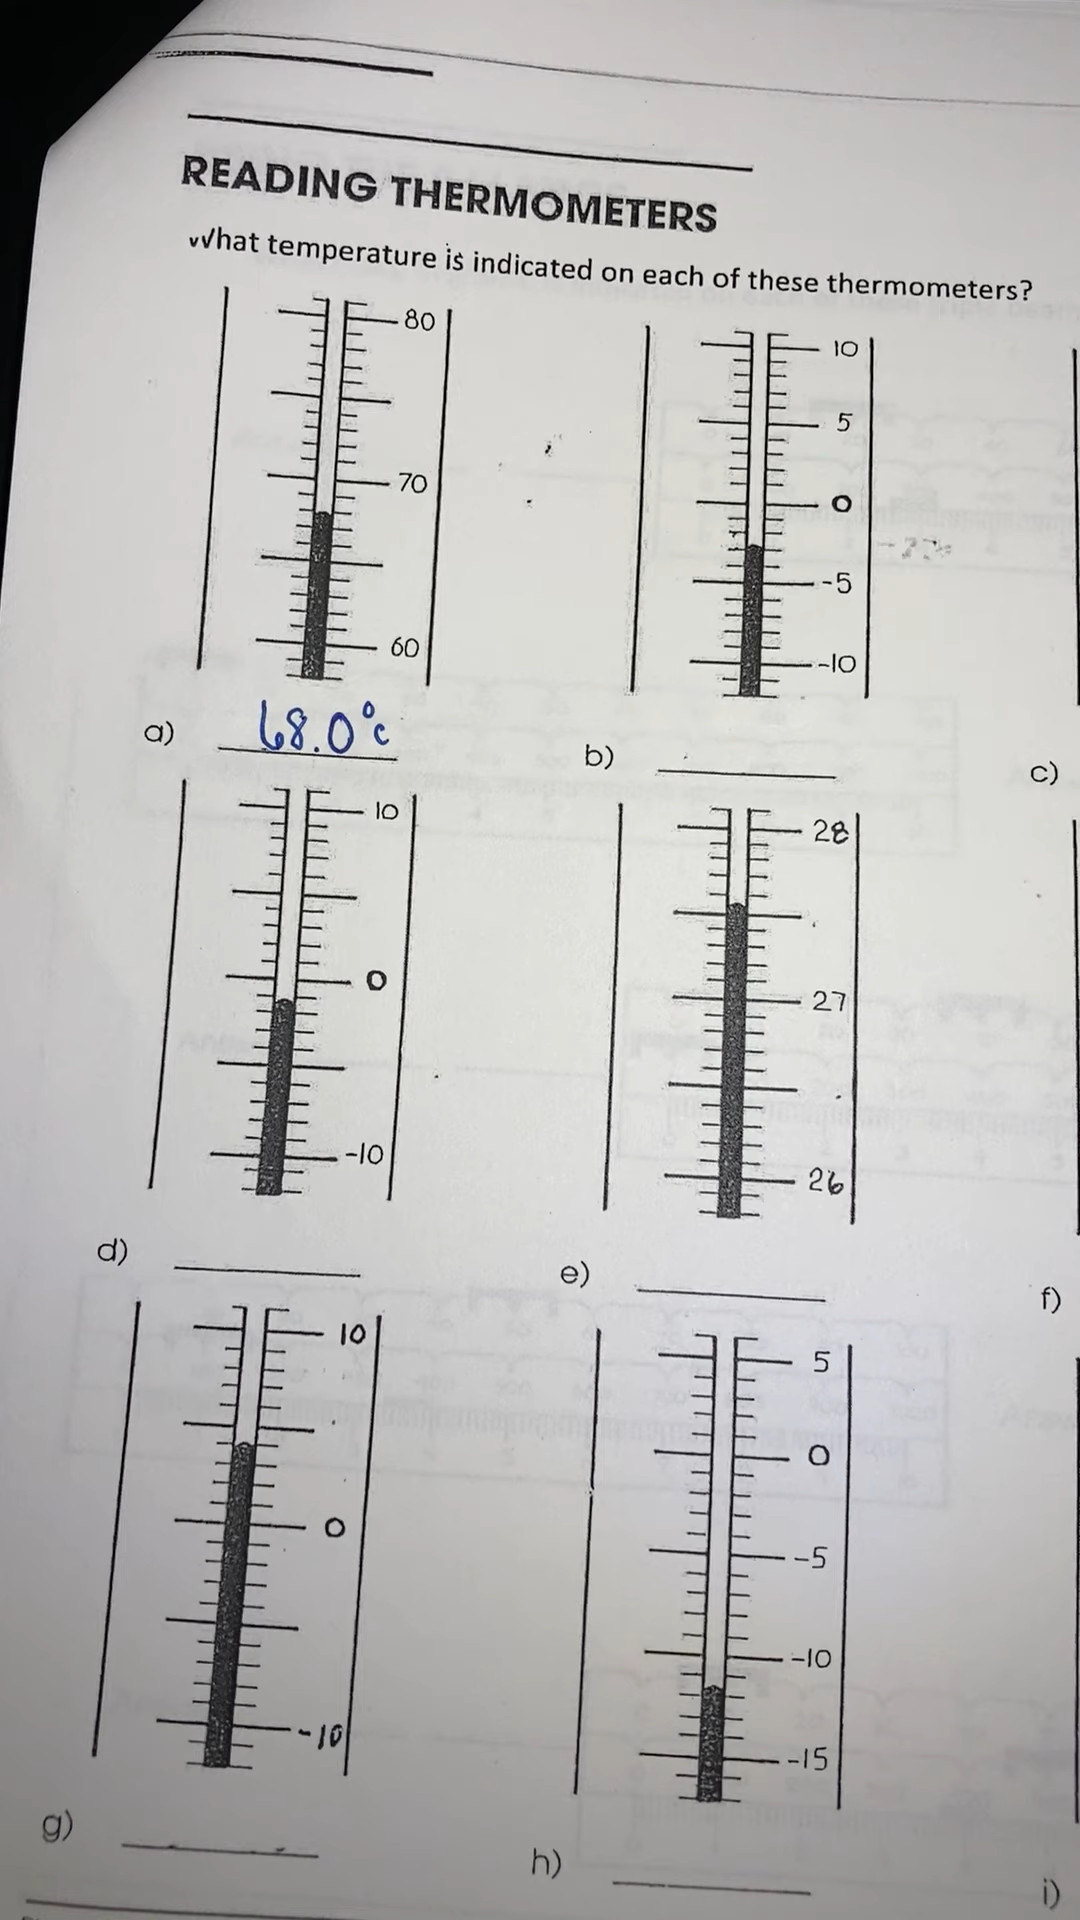 READING THERMOMETERS
What temperature is indicated on each of these thermometers?
80
70
60
10
5
0
-5
-10
a) 68.0°c
b)
c)
10
0
-10
28
27
26
d)
e)
f)
10
0
-10
5
0
-5
-10
-15
g)
h)
i)